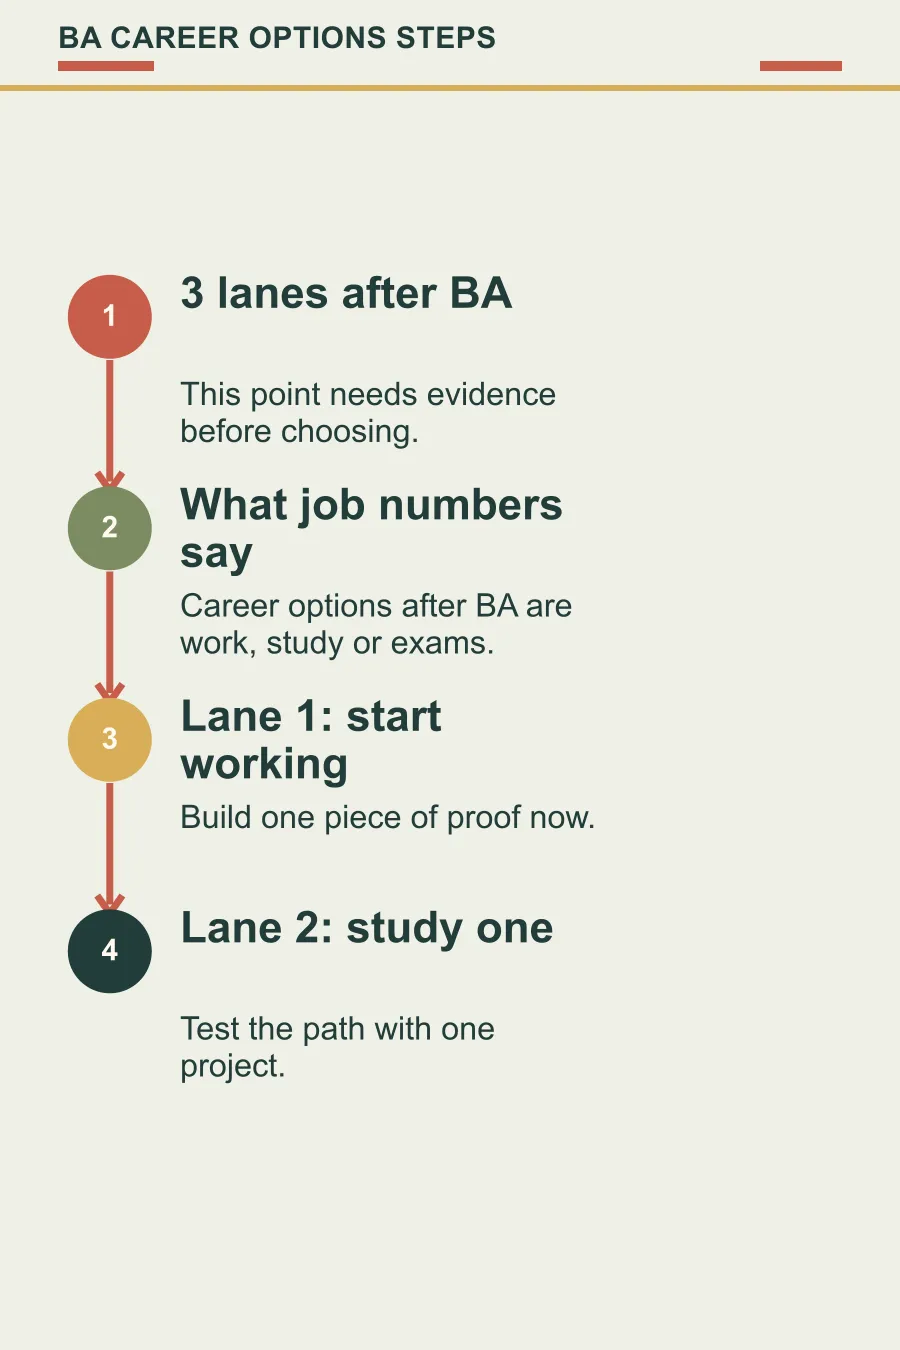 BA CAREER OPTIONS STEPS
1
3 lanes after BA
This point needs evidence
before choosing.
2
What job numbers
say
Career options after BA are
work, study or exams.
3
Lane 1: start
working
Build one piece of proof now.
4
Lane 2: study one
Test the path with one
project.